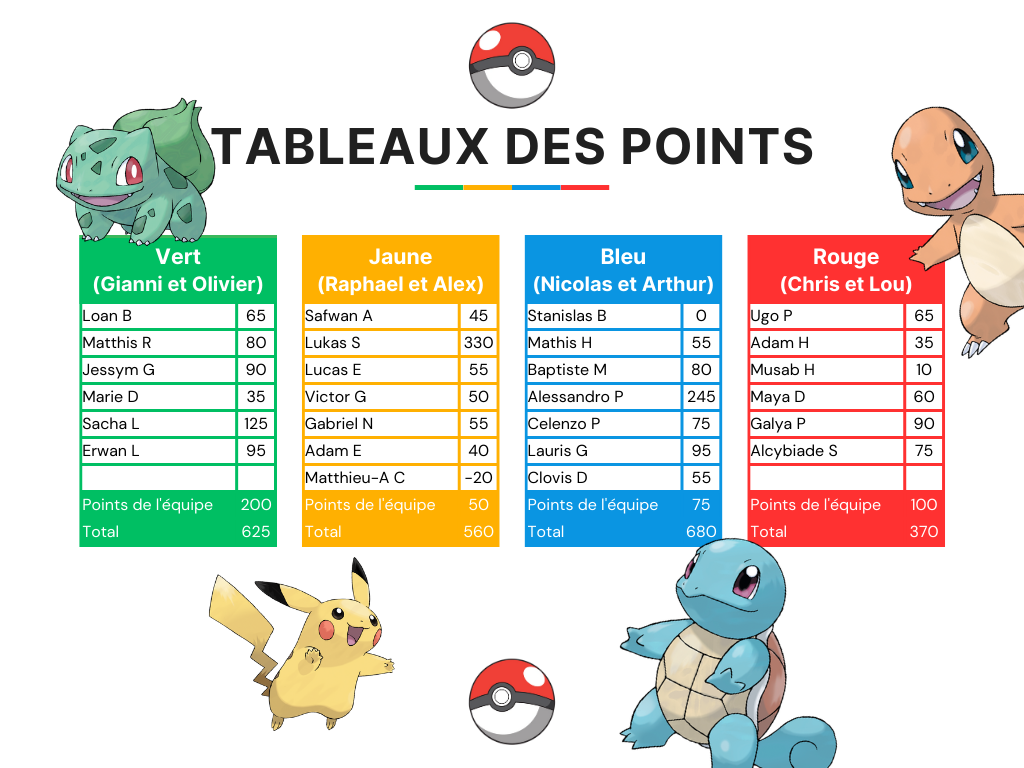 TABLEAUX DES POINTS
Vert
(Gianni et Olivier)
Loan B 65
Matthis R 80
Jessym G 90
Marie D 35
Sacha L 125
Erwan L 95
Points de l'équipe 200
Total 625
Jaune
(Raphael et Alex)
Safwan A 45
Lukas S 330
Lucas E 55
Victor G 50
Gabriel N 55
Adam E 40
Matthieu-A C -20
Points de l'équipe 50
Total 560
Bleu
(Nicolas et Arthur)
Stanislas B 0
Mathis H 55
Baptiste M 80
Alessandro P 245
Celenzo P 75
Lauris G 95
Clovis D 55
Points de l'équipe 75
Total 680
Rouge
(Chris et Lou)
Ugo P 65
Adam H 35
Musab H 10
Maya D 60
Galya P 90
Alcybiade S 75
Points de l'équipe 100
Total 370